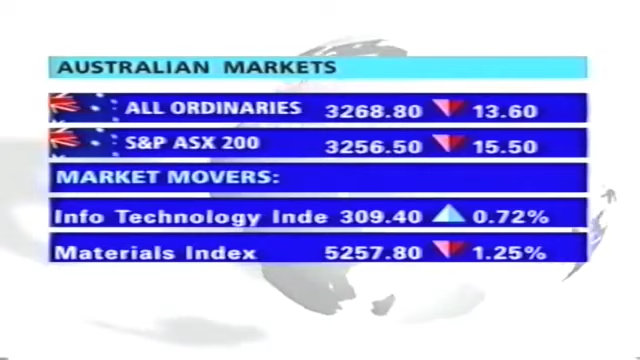 AUSTRALIAN MARKETS
ALL ORDINARIES 3268.80 13.60
S&P ASX 200 3256.50 15.50
MARKET MOVERS:
Info Technology Inde 309.40 0.72%
Materials Index 5257.80 1.25%